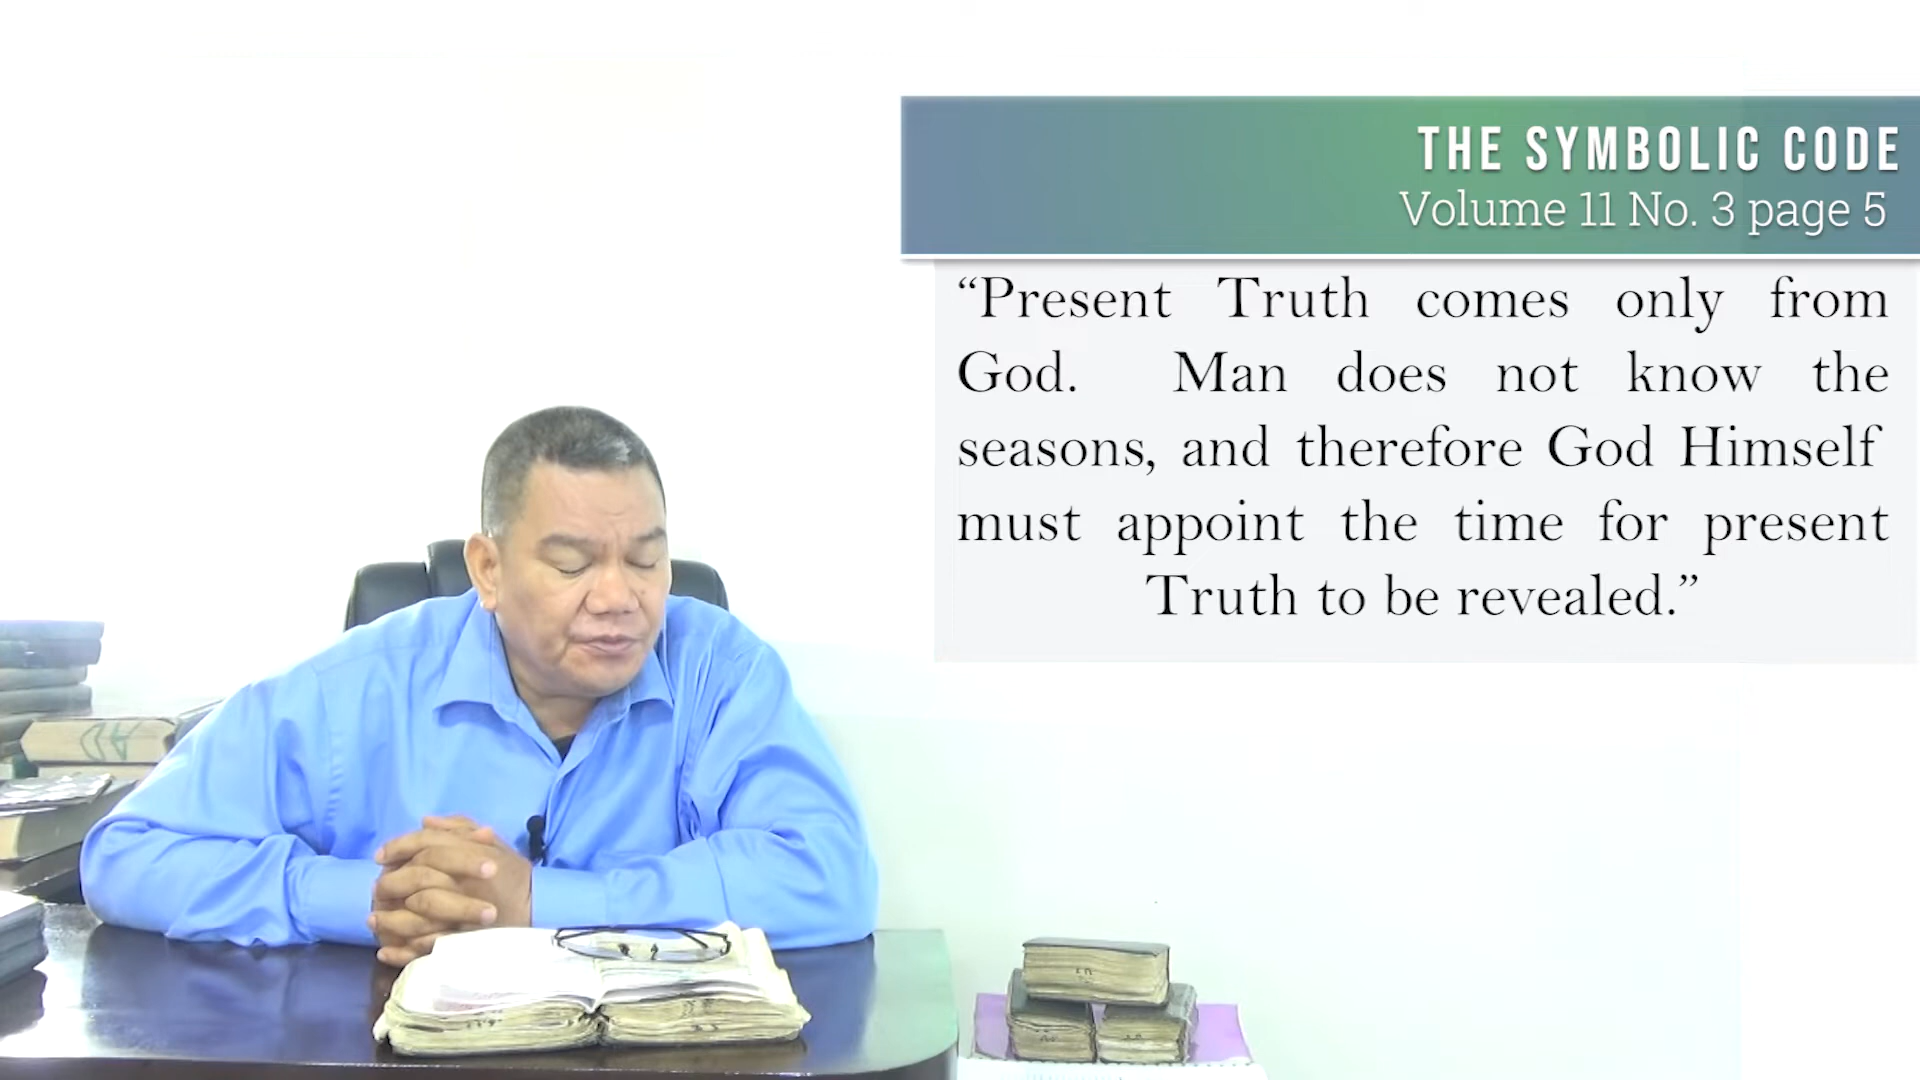 THE SYMBOLIC CODE
Volume 11 No. 3 page 5
“Present Truth comes only from
God. Man does not know the
seasons, and therefore God Himself
must appoint the time for present
Truth to be revealed.”